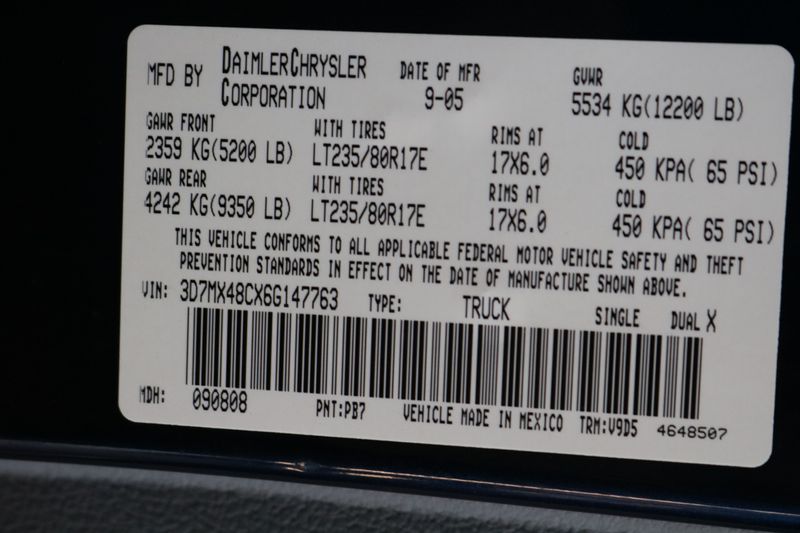 MFD BY DAIMLERCHRYSLER CORPORATION DATE OF MFR 9-05 GVWR 5534 KG(12200 LB)
GAWR FRONT WITH TIRES RIMS AT COLD
2359 KG(5200 LB) LT235/80R17E 17X6.0 450 KPA( 65 PSI)
GAWR REAR WITH TIRES RIMS AT COLD
4242 KG(9350 LB) LT235/80R17E 17X6.0 450 KPA( 65 PSI)
THIS VEHICLE CONFORMS TO ALL APPLICABLE FEDERAL MOTOR VEHICLE SAFETY AND THEFT
PREVENTION STANDARDS IN EFFECT ON THE DATE OF MANUFACTURE SHOWN ABOVE.
VIN: 3D7MX48CX6G147763 TYPE: TRUCK SINGLE DUAL X
MDH: 090808 PNT:PB7 VEHICLE MADE IN MEXICO TRM:V9D5 4648507